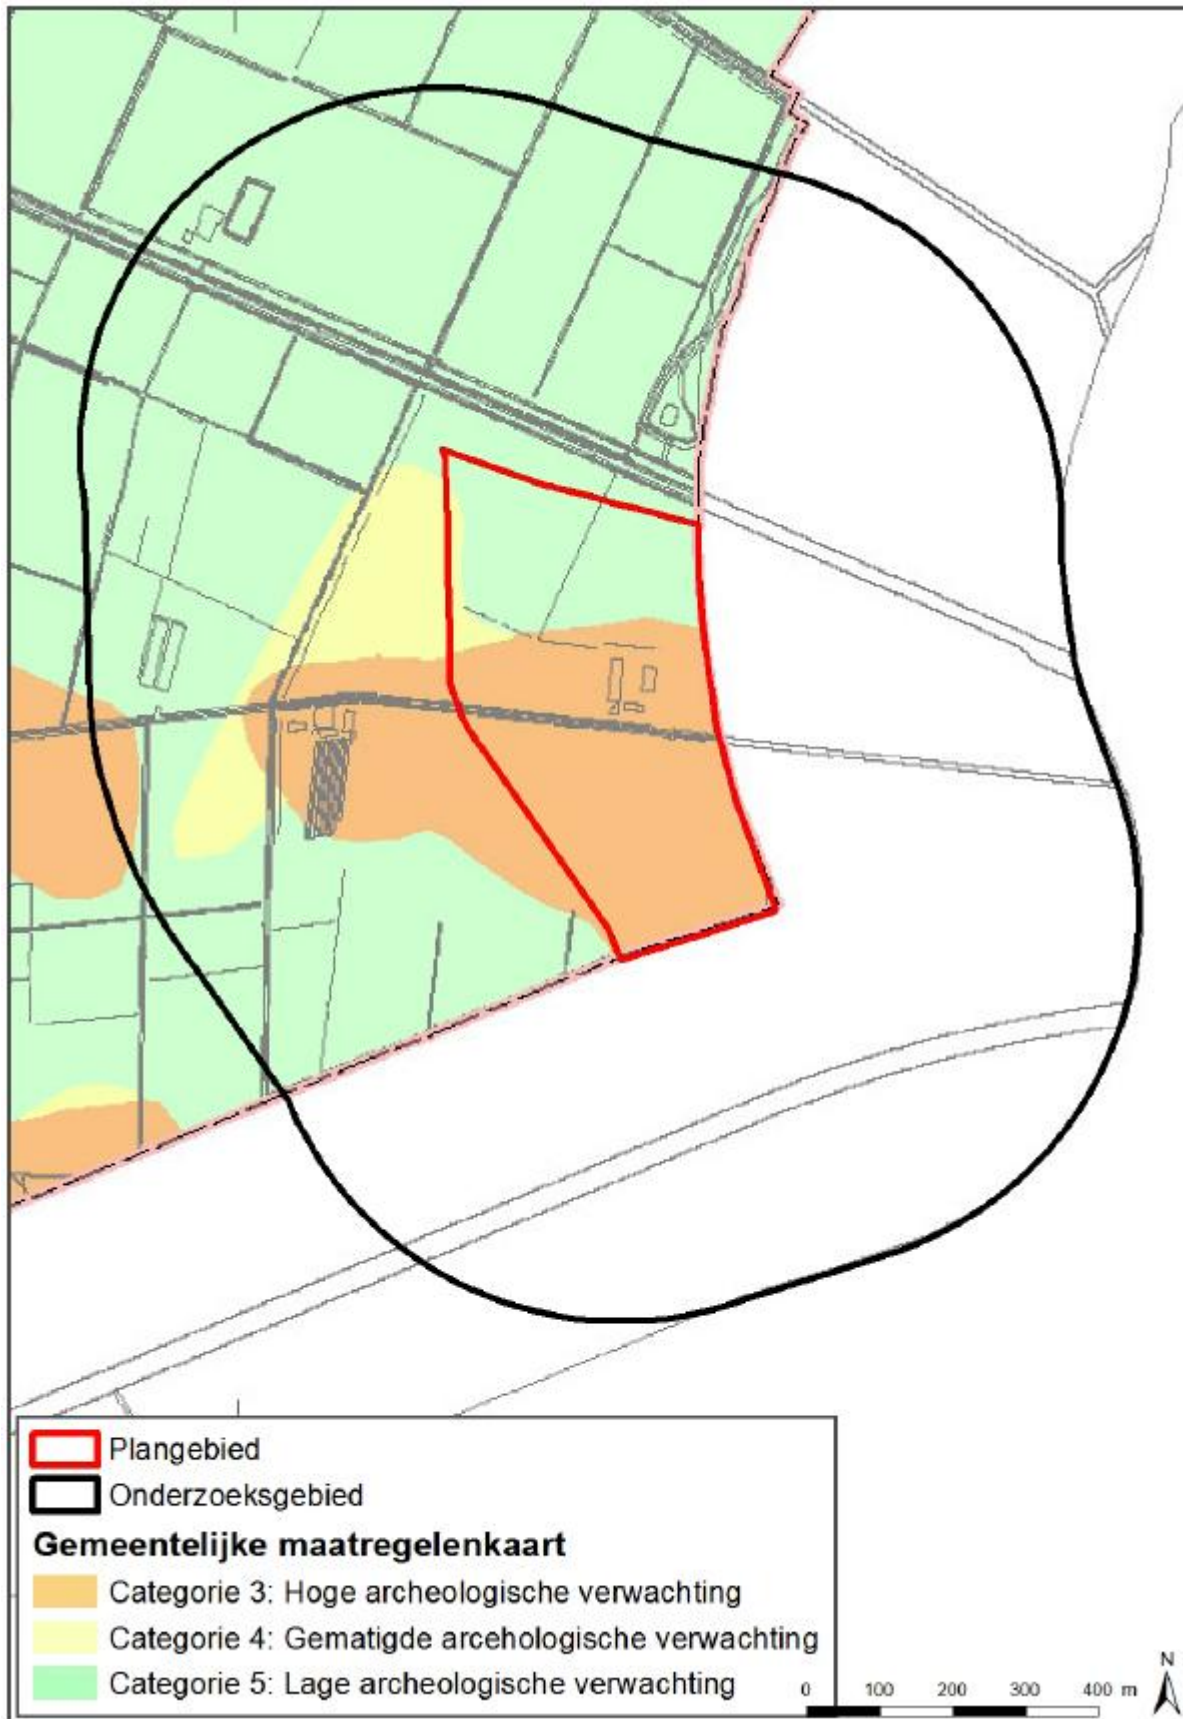 Plangebied
Onderzoeksgebied
Gemeentelijke maatregelenkaart
Categorie 3: Hoge archeologische verwachting
Categorie 4: Gematigde arcehologische verwachting
Categorie 5: Lage archeologische verwachting
0 100 200 300 400 m
N